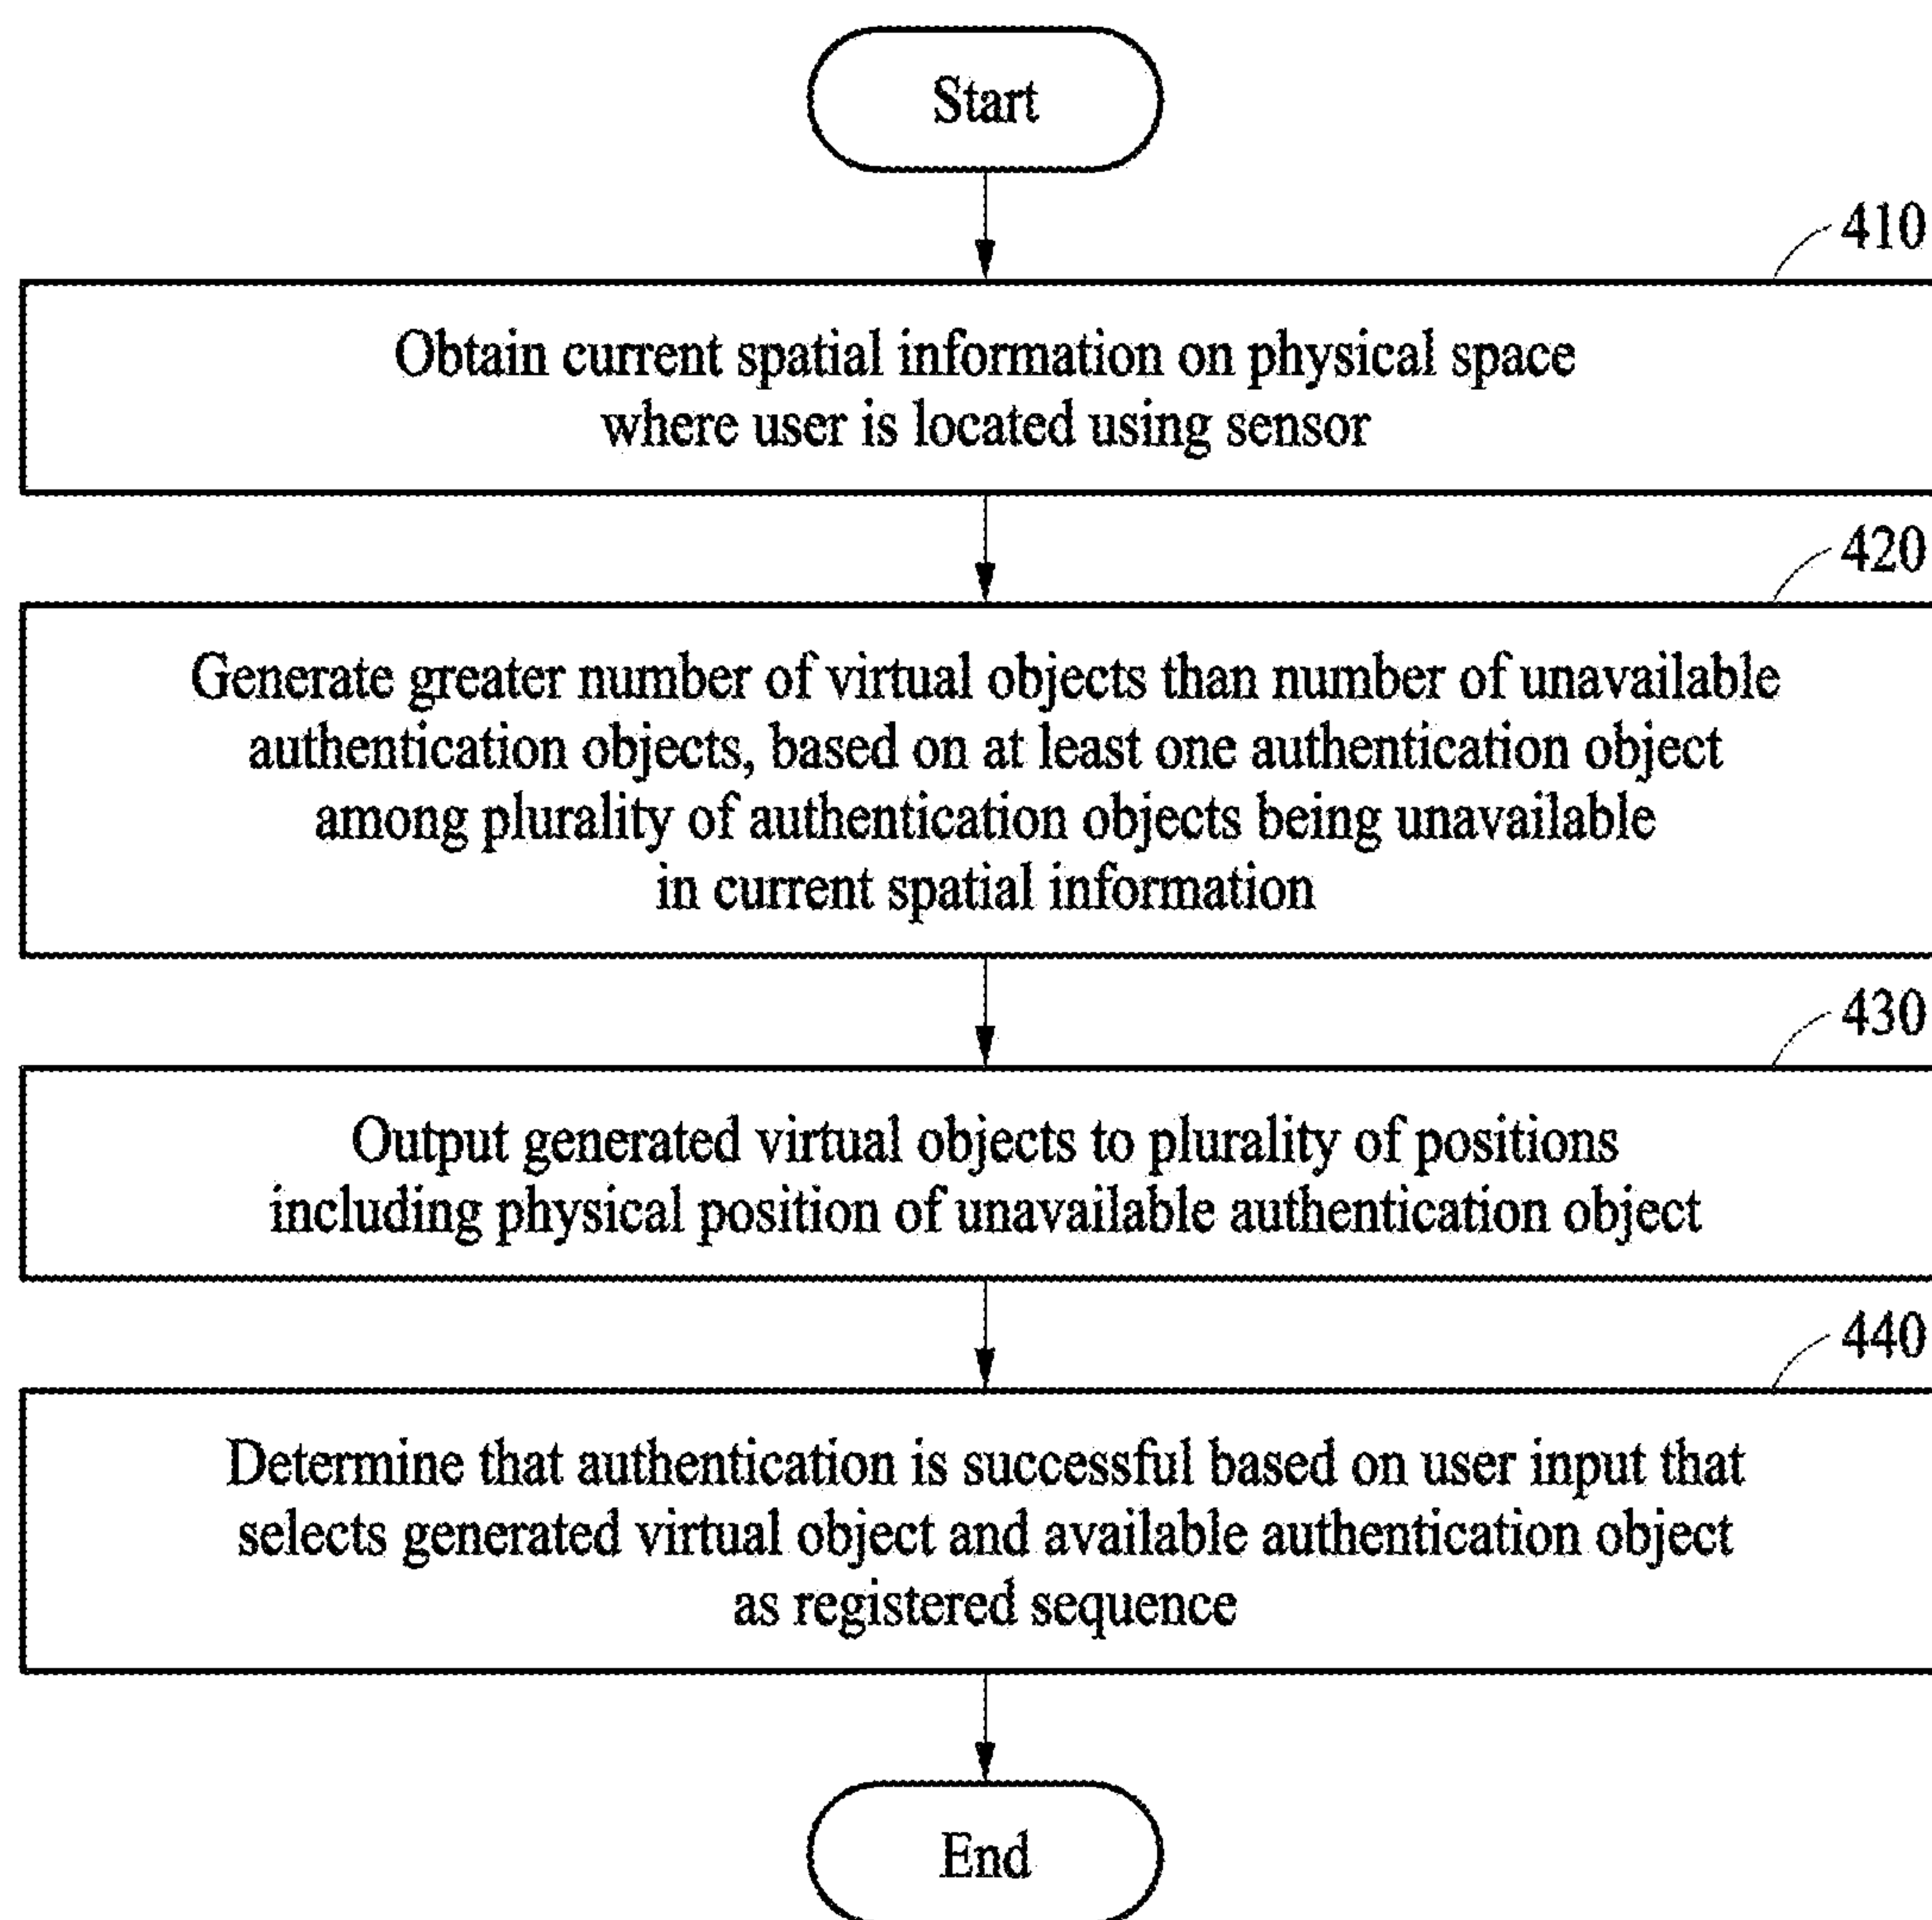 Start
410
Obtain current spatial information on physical space
where user is located using sensor
420
Generate greater number of virtual objects than number of unavailable
authentication objects, based on at least one authentication object
among plurality of authentication objects being unavailable
in current spatial information
430
Output generated virtual objects to plurality of positions
including physical position of unavailable authentication object
440
Determine that authentication is successful based on user input that
selects generated virtual object and available authentication object
as registered sequence
End